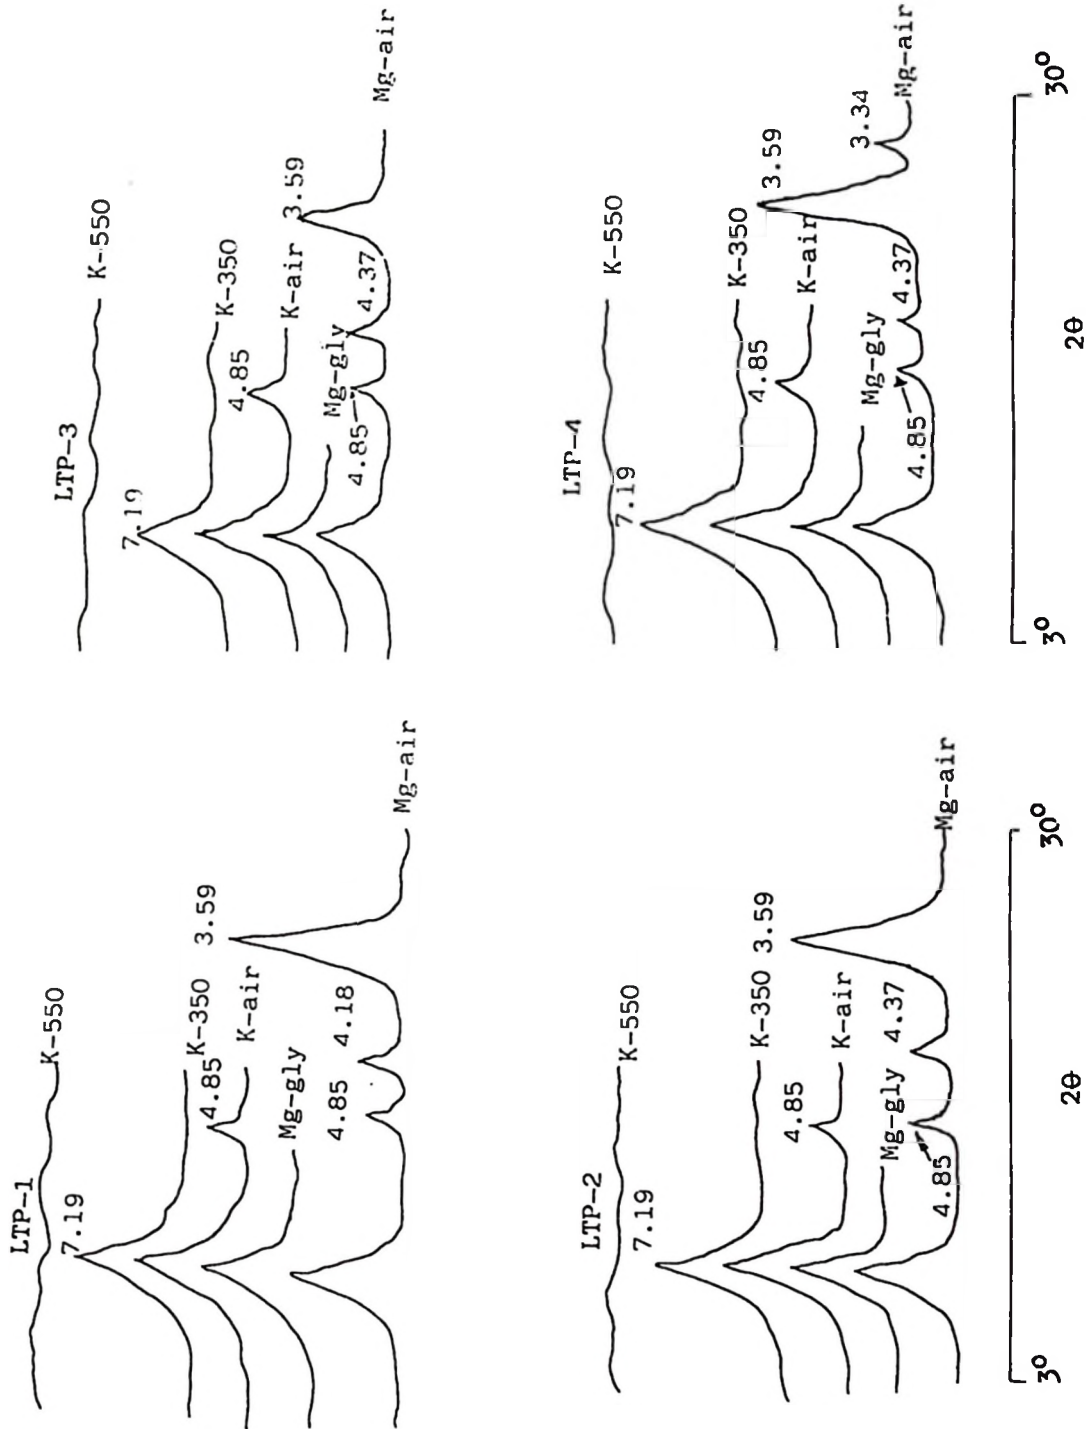 LTP-1
K-550
7.19
K-350
4.85
K-air
Mg-gly
4.85
4.18
3.59
Mg-air
LTP-3
K-550
7.19
K-350
4.85
K-air
3.59
Mg-gly
4.85
4.37
Mg-air
LTP-2
K-550
7.19
K-350
3.59
4.85
K-air
Mg-gly
4.37
4.85
Mg-air
3°
30°
2θ
LTP-4
K-550
7.19
K-350
3.59
4.85
K-air
3.34
Mg-gly
4.37
4.85
Mg-air
3°
30°
2θ